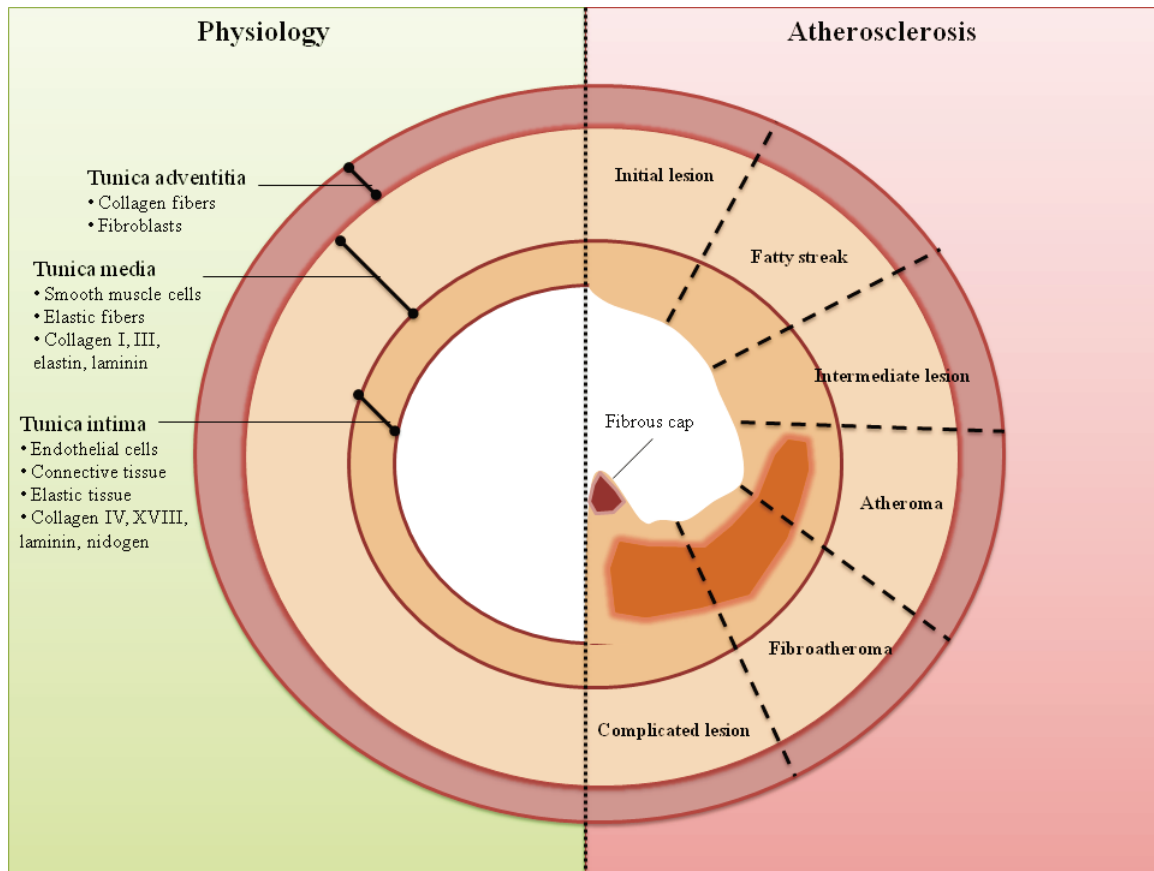 Physiology
Atherosclerosis
Tunica adventitia
• Collagen fibers
• Fibroblasts
Tunica media
• Smooth muscle cells
• Elastic fibers
• Collagen I, III,
elastin, laminin
Tunica intima
• Endothelial cells
• Connective tissue
• Elastic tissue
• Collagen IV, XVIII,
laminin, nidogen
Initial lesion
Fatty streak
Intermediate lesion
Fibrous cap
Atheroma
Fibroatheroma
Complicated lesion